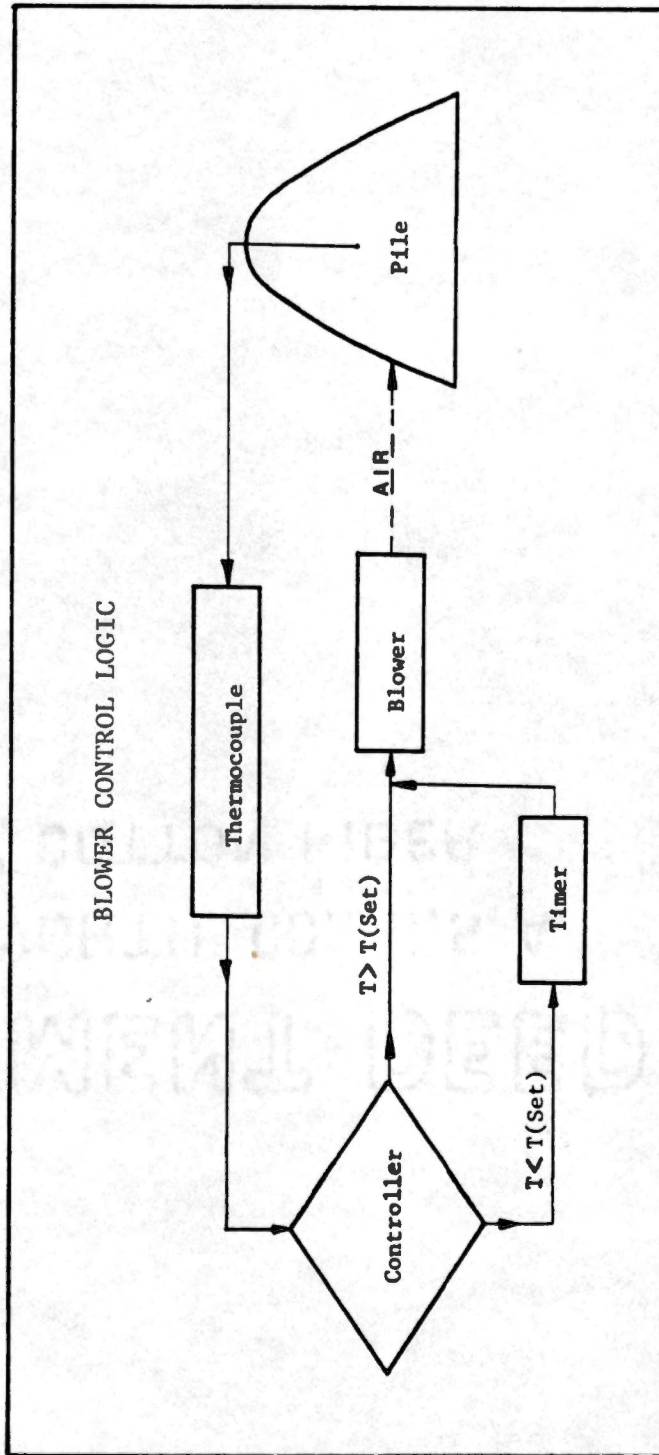 BLOWER CONTROL LOGIC
Thermocouple
Pile
AIR
Blower
T> T(Set)
Controller
T< T(Set)
Timer